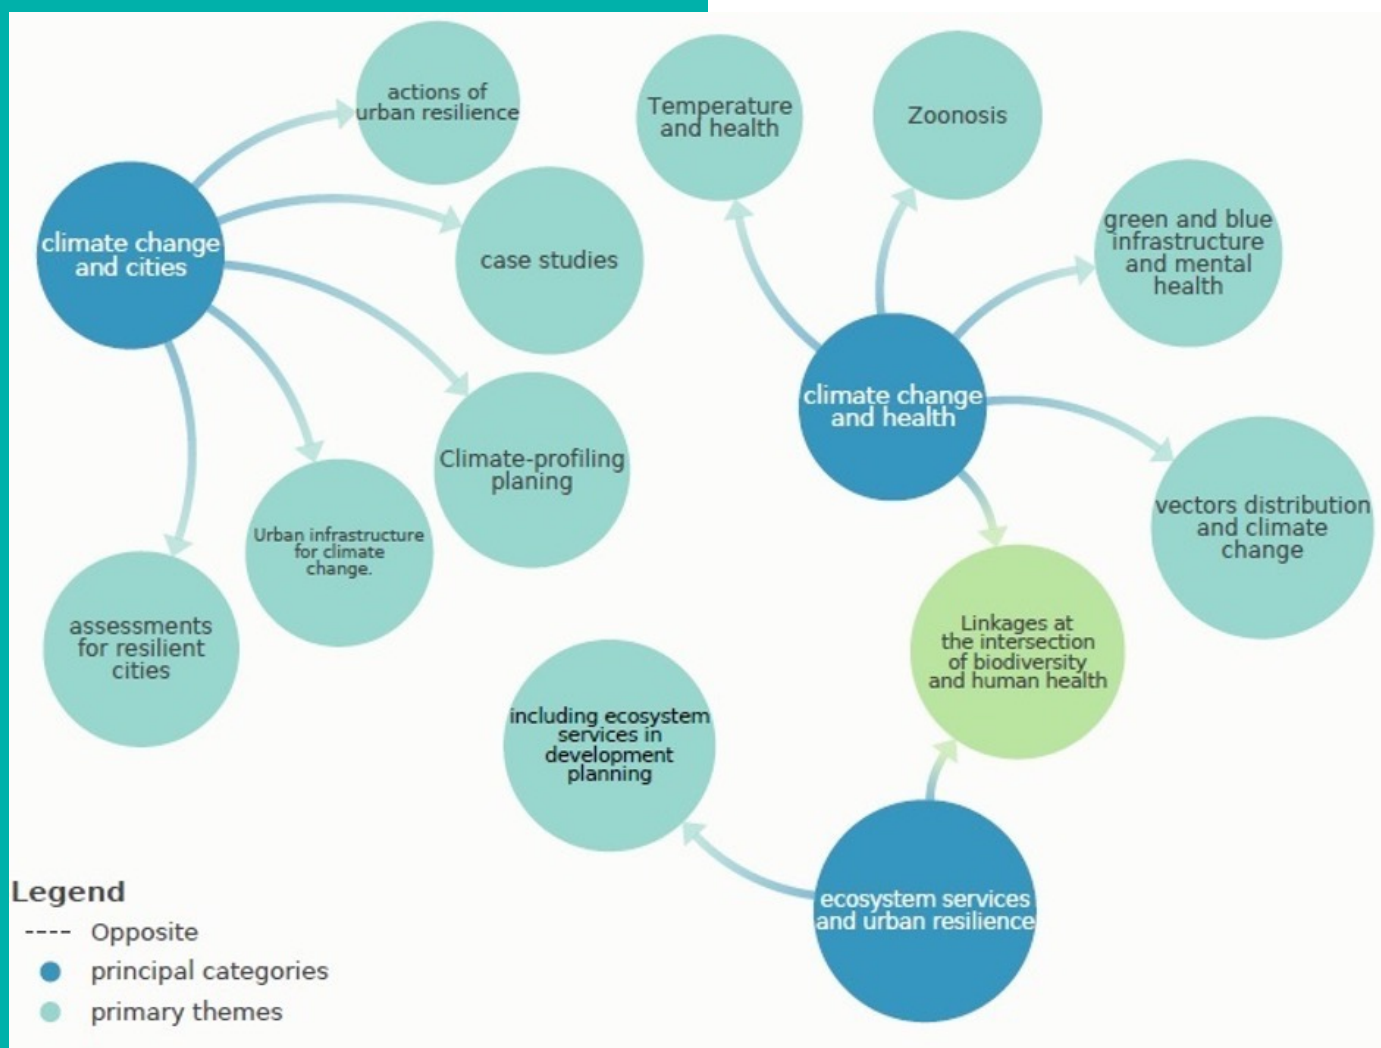 actions of
urban resilience
Temperature
and health
Zoonosis
green and blue
infrastructure
and mental
health
climate change
and cities
case studies
climate change
and health
Climate-profiling
planing
vectors distribution
and climate
change
Urban infrastructure
for climate
change.
assessments
for resilient
cities
Linkages at
the intersection
of biodiversity
and human health
including ecosystem
services in
development
planning
ecosystem services
and urban resilience
Legend
---- Opposite
principal categories
primary themes